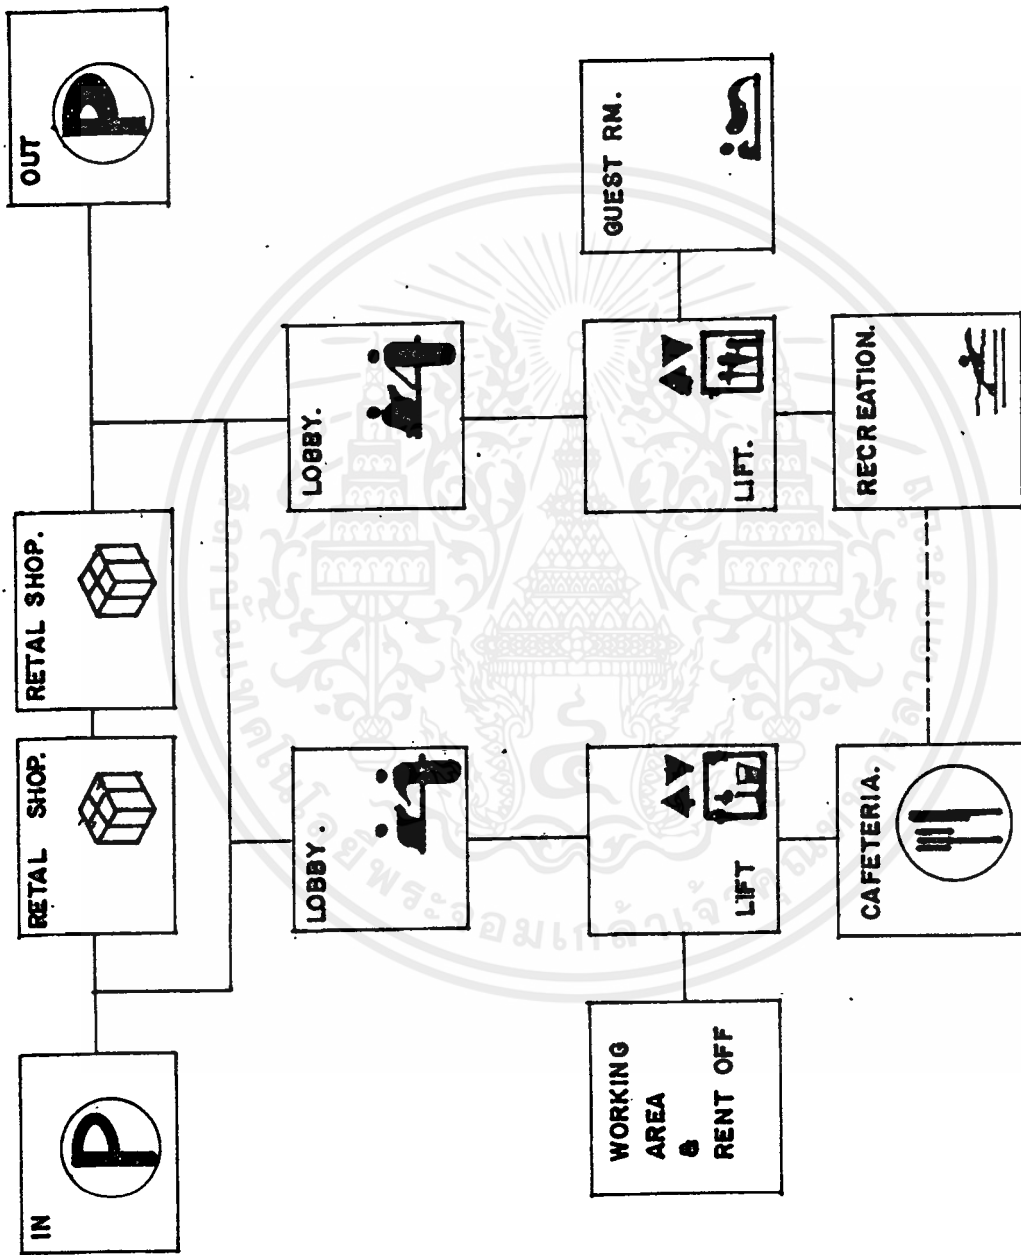 IN
P
RETAL SHOP.
RETAL SHOP.
OUT
P
LOBBY.
LOBBY.
WORKING
AREA
&
RENT OFF
LIFT
LIFT.
GUEST RM.
CAFETERIA.
RECREATION.